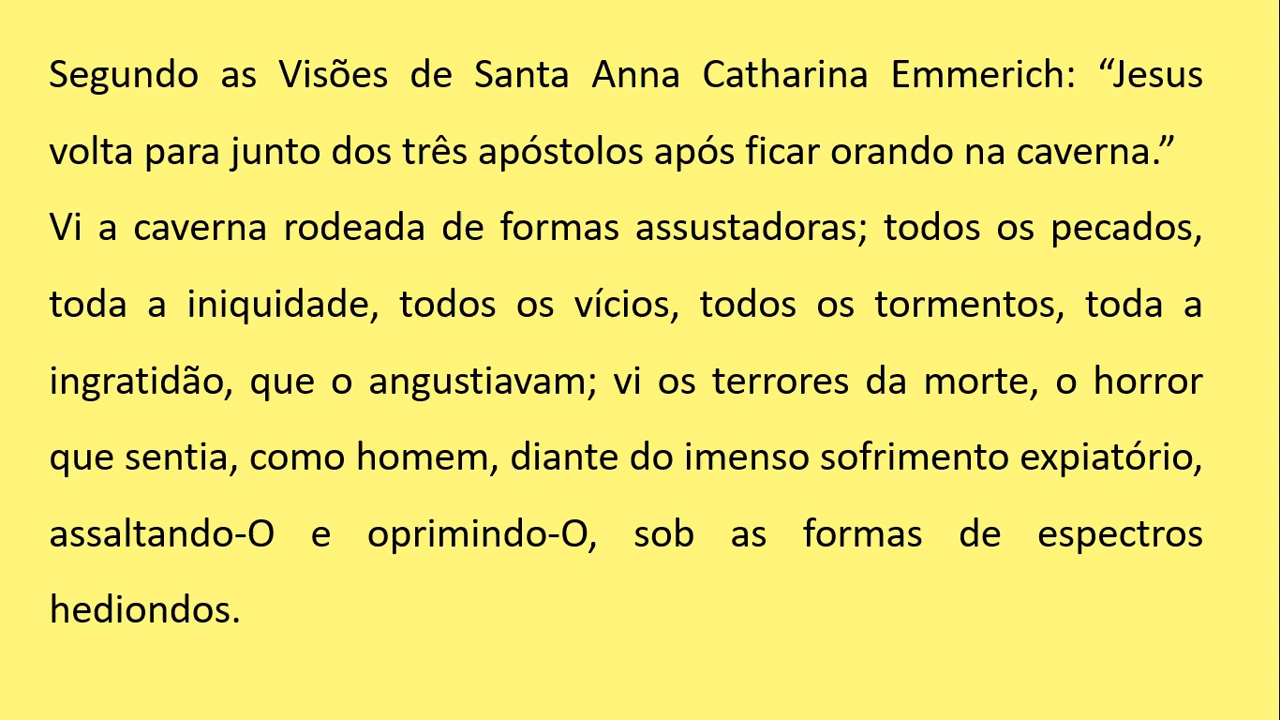 Segundo as Visões de Santa Anna Catharina Emmerich: “Jesus
volta para junto dos três apóstolos após ficar orando na caverna.”
Vi a caverna rodeada de formas assustadoras; todos os pecados,
toda a iniquidade, todos os vícios, todos os tormentos, toda a
ingratidão, que o angustiavam; vi os terrores da morte, o horror
que sentia, como homem, diante do imenso sofrimento expiatório,
assaltando-O e oprimindo-O, sob as formas de espectros
hediondos.